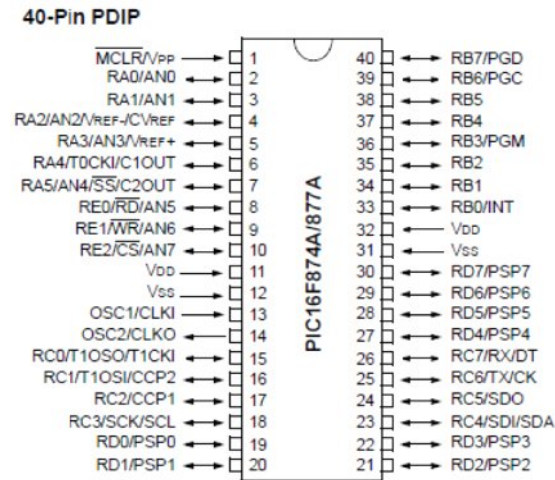 40-Pin PDIP
MCLR/VPP 1 40 RB7/PGD
RA0/AN0 2 39 RB6/PGC
RA1/AN1 3 38 RB5
RA2/AN2/VREF-/CVREF 4 37 RB4
RA3/AN3/VREF+ 5 36 RB3/PGM
RA4/T0CKI/C1OUT 6 35 RB2
RA5/AN4/SS/C2OUT 7 34 RB1
RE0/RD/AN5 8 33 RB0/INT
RE1/WR/AN6 9 32 VDD
RE2/CS/AN7 10 31 VSS
VDD 11 30 RD7/PSP7
VSS 12 29 RD6/PSP6
OSC1/CLKI 13 28 RD5/PSP5
OSC2/CLKO 14 27 RD4/PSP4
RC0/T1OSO/T1CKI 15 26 RC7/RX/DT
RC1/T1OSI/CCP2 16 25 RC6/TX/CK
RC2/CCP1 17 24 RC5/SDO
RC3/SCK/SCL 18 23 RC4/SDI/SDA
RD0/PSP0 19 22 RD3/PSP3
RD1/PSP1 20 21 RD2/PSP2
PIC16F874A/877A